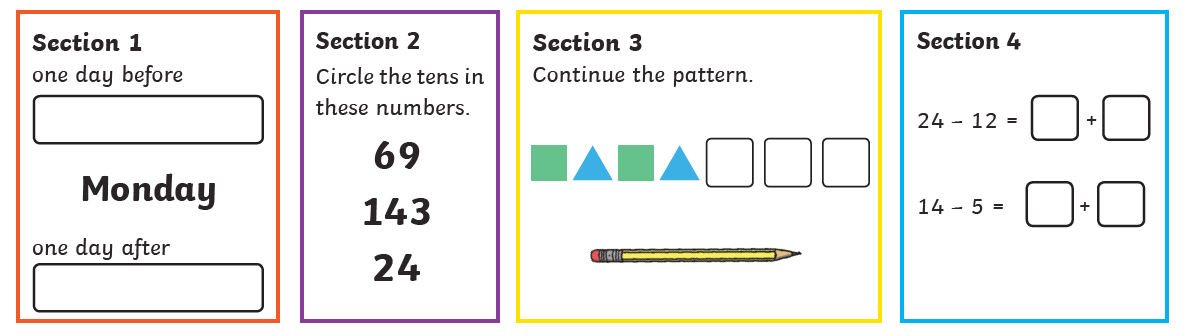 Section 1
one day before
Monday
one day after
Section 2
Circle the tens in
these numbers.
69
143
24
Section 3
Continue the pattern.
Section 4
24 – 12 = +
14 – 5 = +